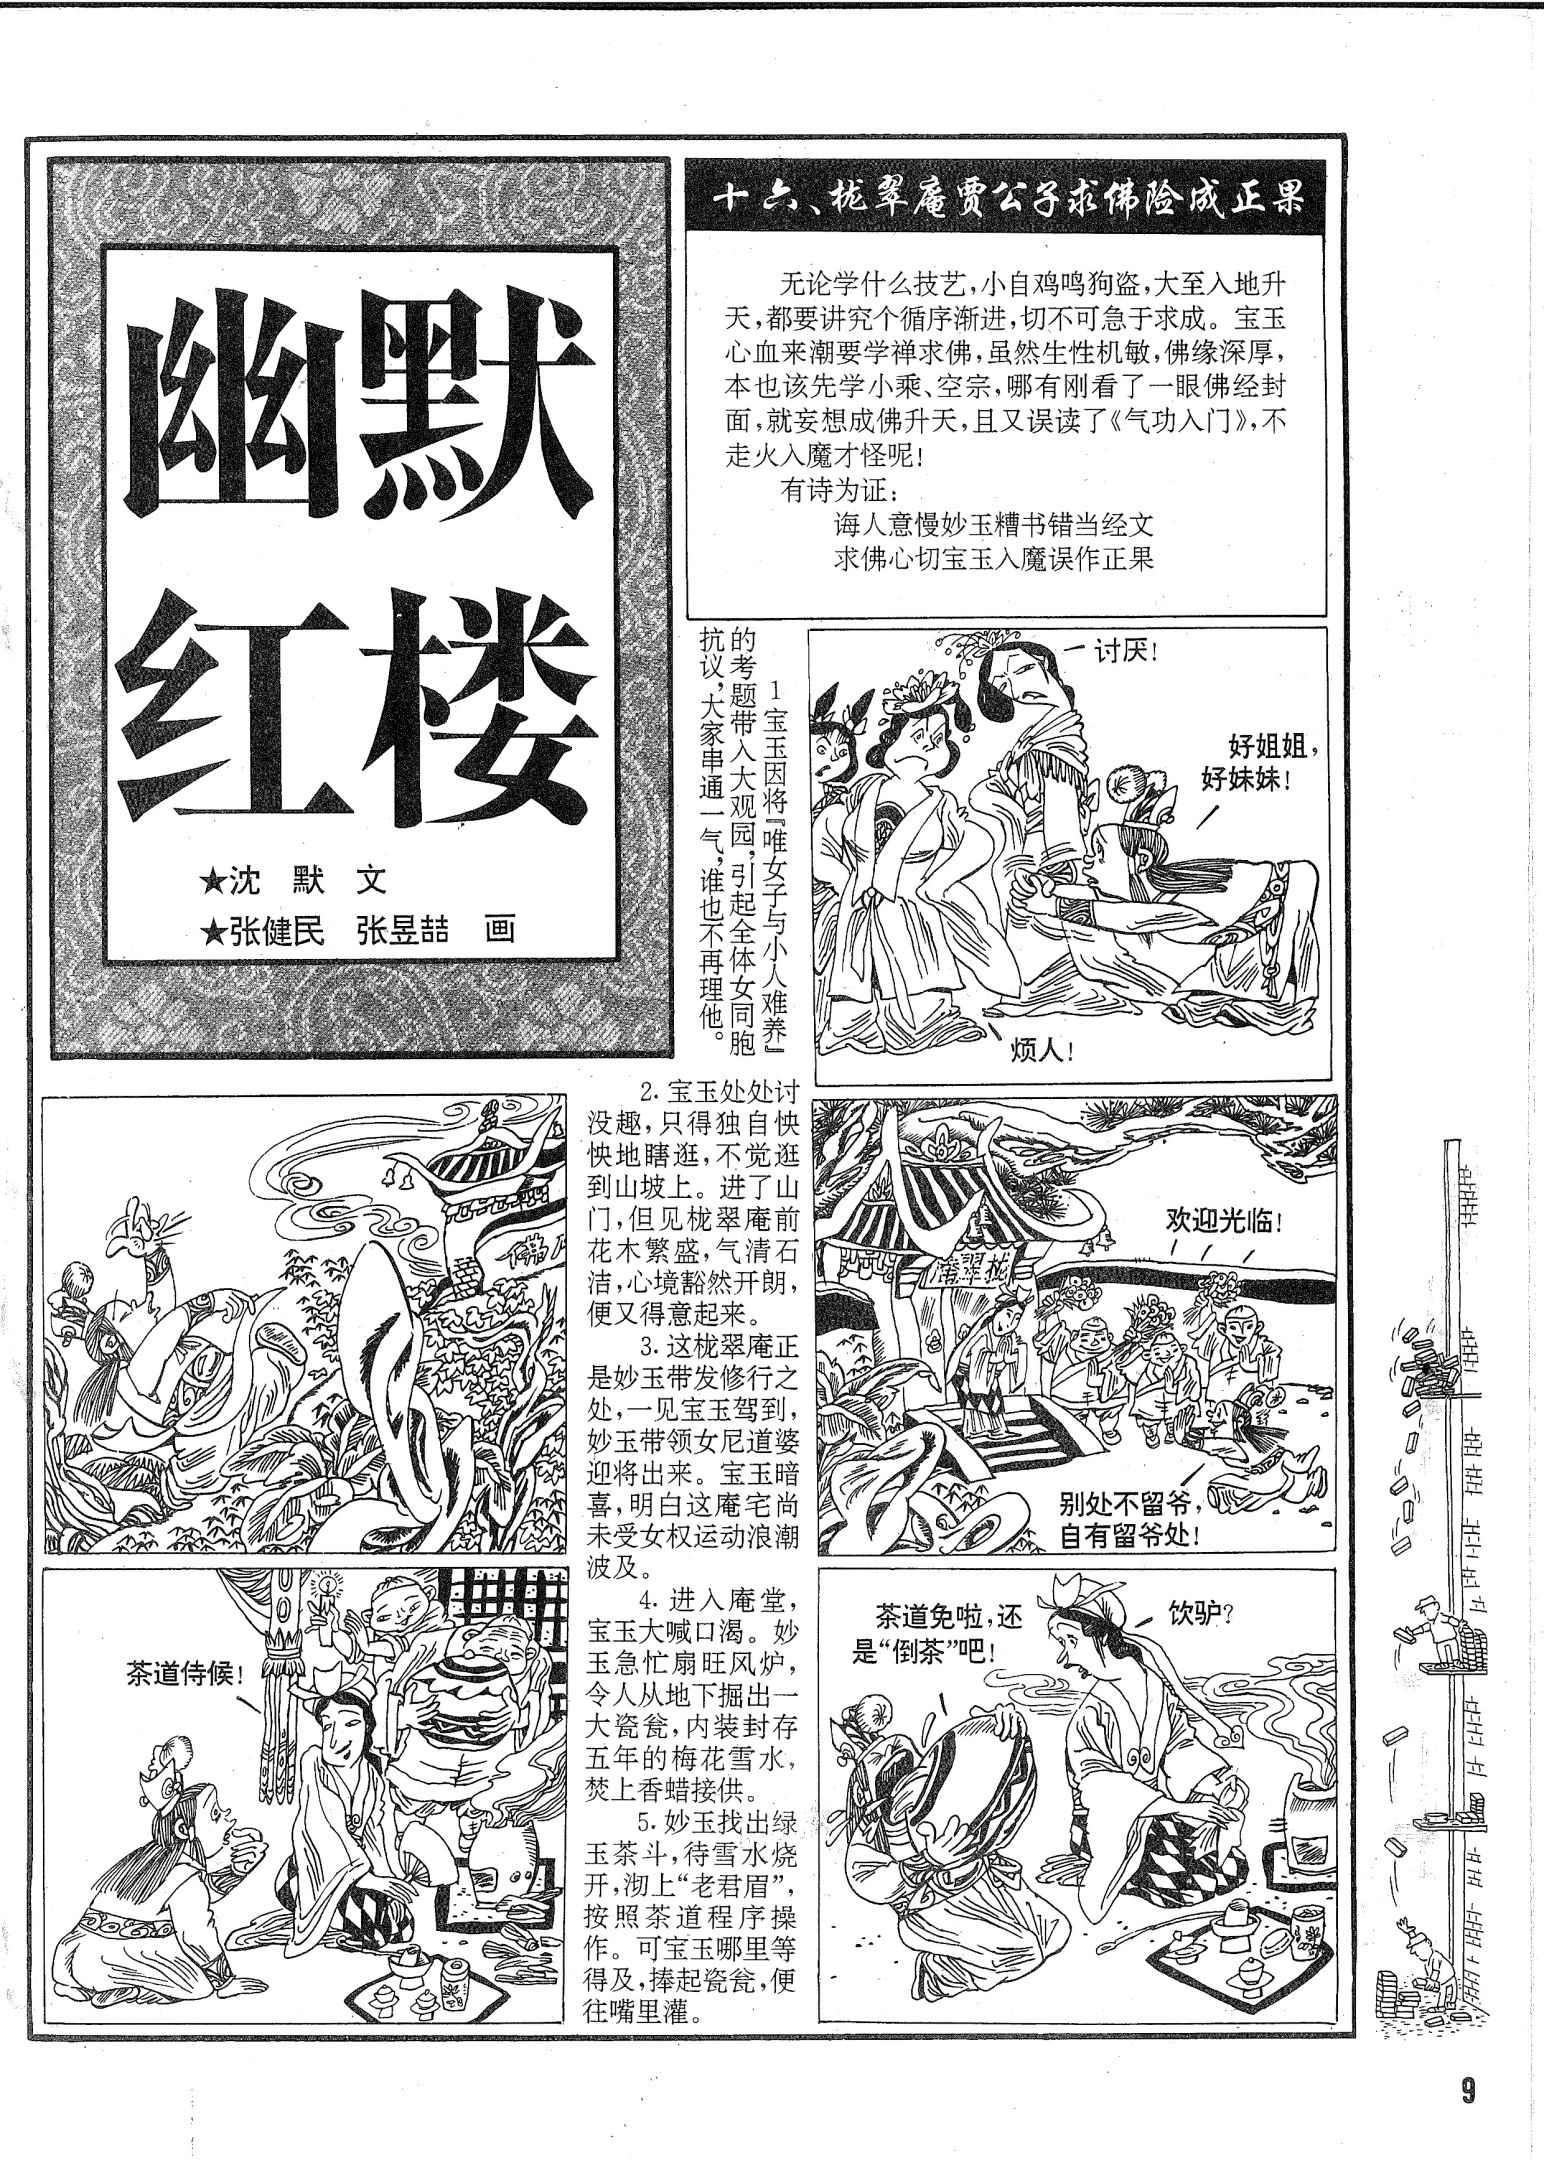 幽默
红楼
★沈 默 文
★张健民 张昱喆 画
十六、栊翠庵贾公子求佛险成正果
无论学什么技艺，小自鸡鸣狗盗，大至入地升
天，都要讲究个循序渐进，切不可急于求成。宝玉
心血来潮要学禅求佛，虽然生性机敏，佛缘深厚，
本也该先学小乘、空宗，哪有刚看了一眼佛经封
面，就妄想成佛升天，且又误读了《气功入门》，不
走火入魔才怪呢！
有诗为证：
诲人意慢妙玉糟书错当经文
求佛心切宝玉入魔误作正果
1 宝玉因将『唯女子与小人难养』
的考题带入大观园，引起全体女同胞
抗议，大家串通一气，谁也不再理他。
讨厌！
好姐姐，
好妹妹！
烦人！
2. 宝玉处处讨
没趣，只得独自怏
怏地瞎逛，不觉逛
到山坡上。进了山
门，但见栊翠庵前
花木繁盛，气清石
洁，心境豁然开朗，
便又得意起来。
3. 这栊翠庵正
是妙玉带发修行之
处，一见宝玉驾到，
妙玉带领女尼道婆
迎将出来。宝玉暗
喜，明白这庵宅尚
未受女权运动浪潮
波及。
4. 进入庵堂，
宝玉大喊口渴。妙
玉急忙扇旺风炉，
令人从地下掘出一
大瓷瓮，内装封存
五年的梅花雪水，
焚上香蜡接供。
5. 妙玉找出绿
玉茶斗，待雪水烧
开，沏上“老君眉”，
按照茶道程序操
作。可宝玉哪里等
得及，捧起瓷瓮，便
往嘴里灌。
佛
庵翠栊
欢迎光临！
别处不留爷，
自有留爷处！
茶道侍候！
茶道免啦，还
是“倒茶”吧！
饮驴？
9